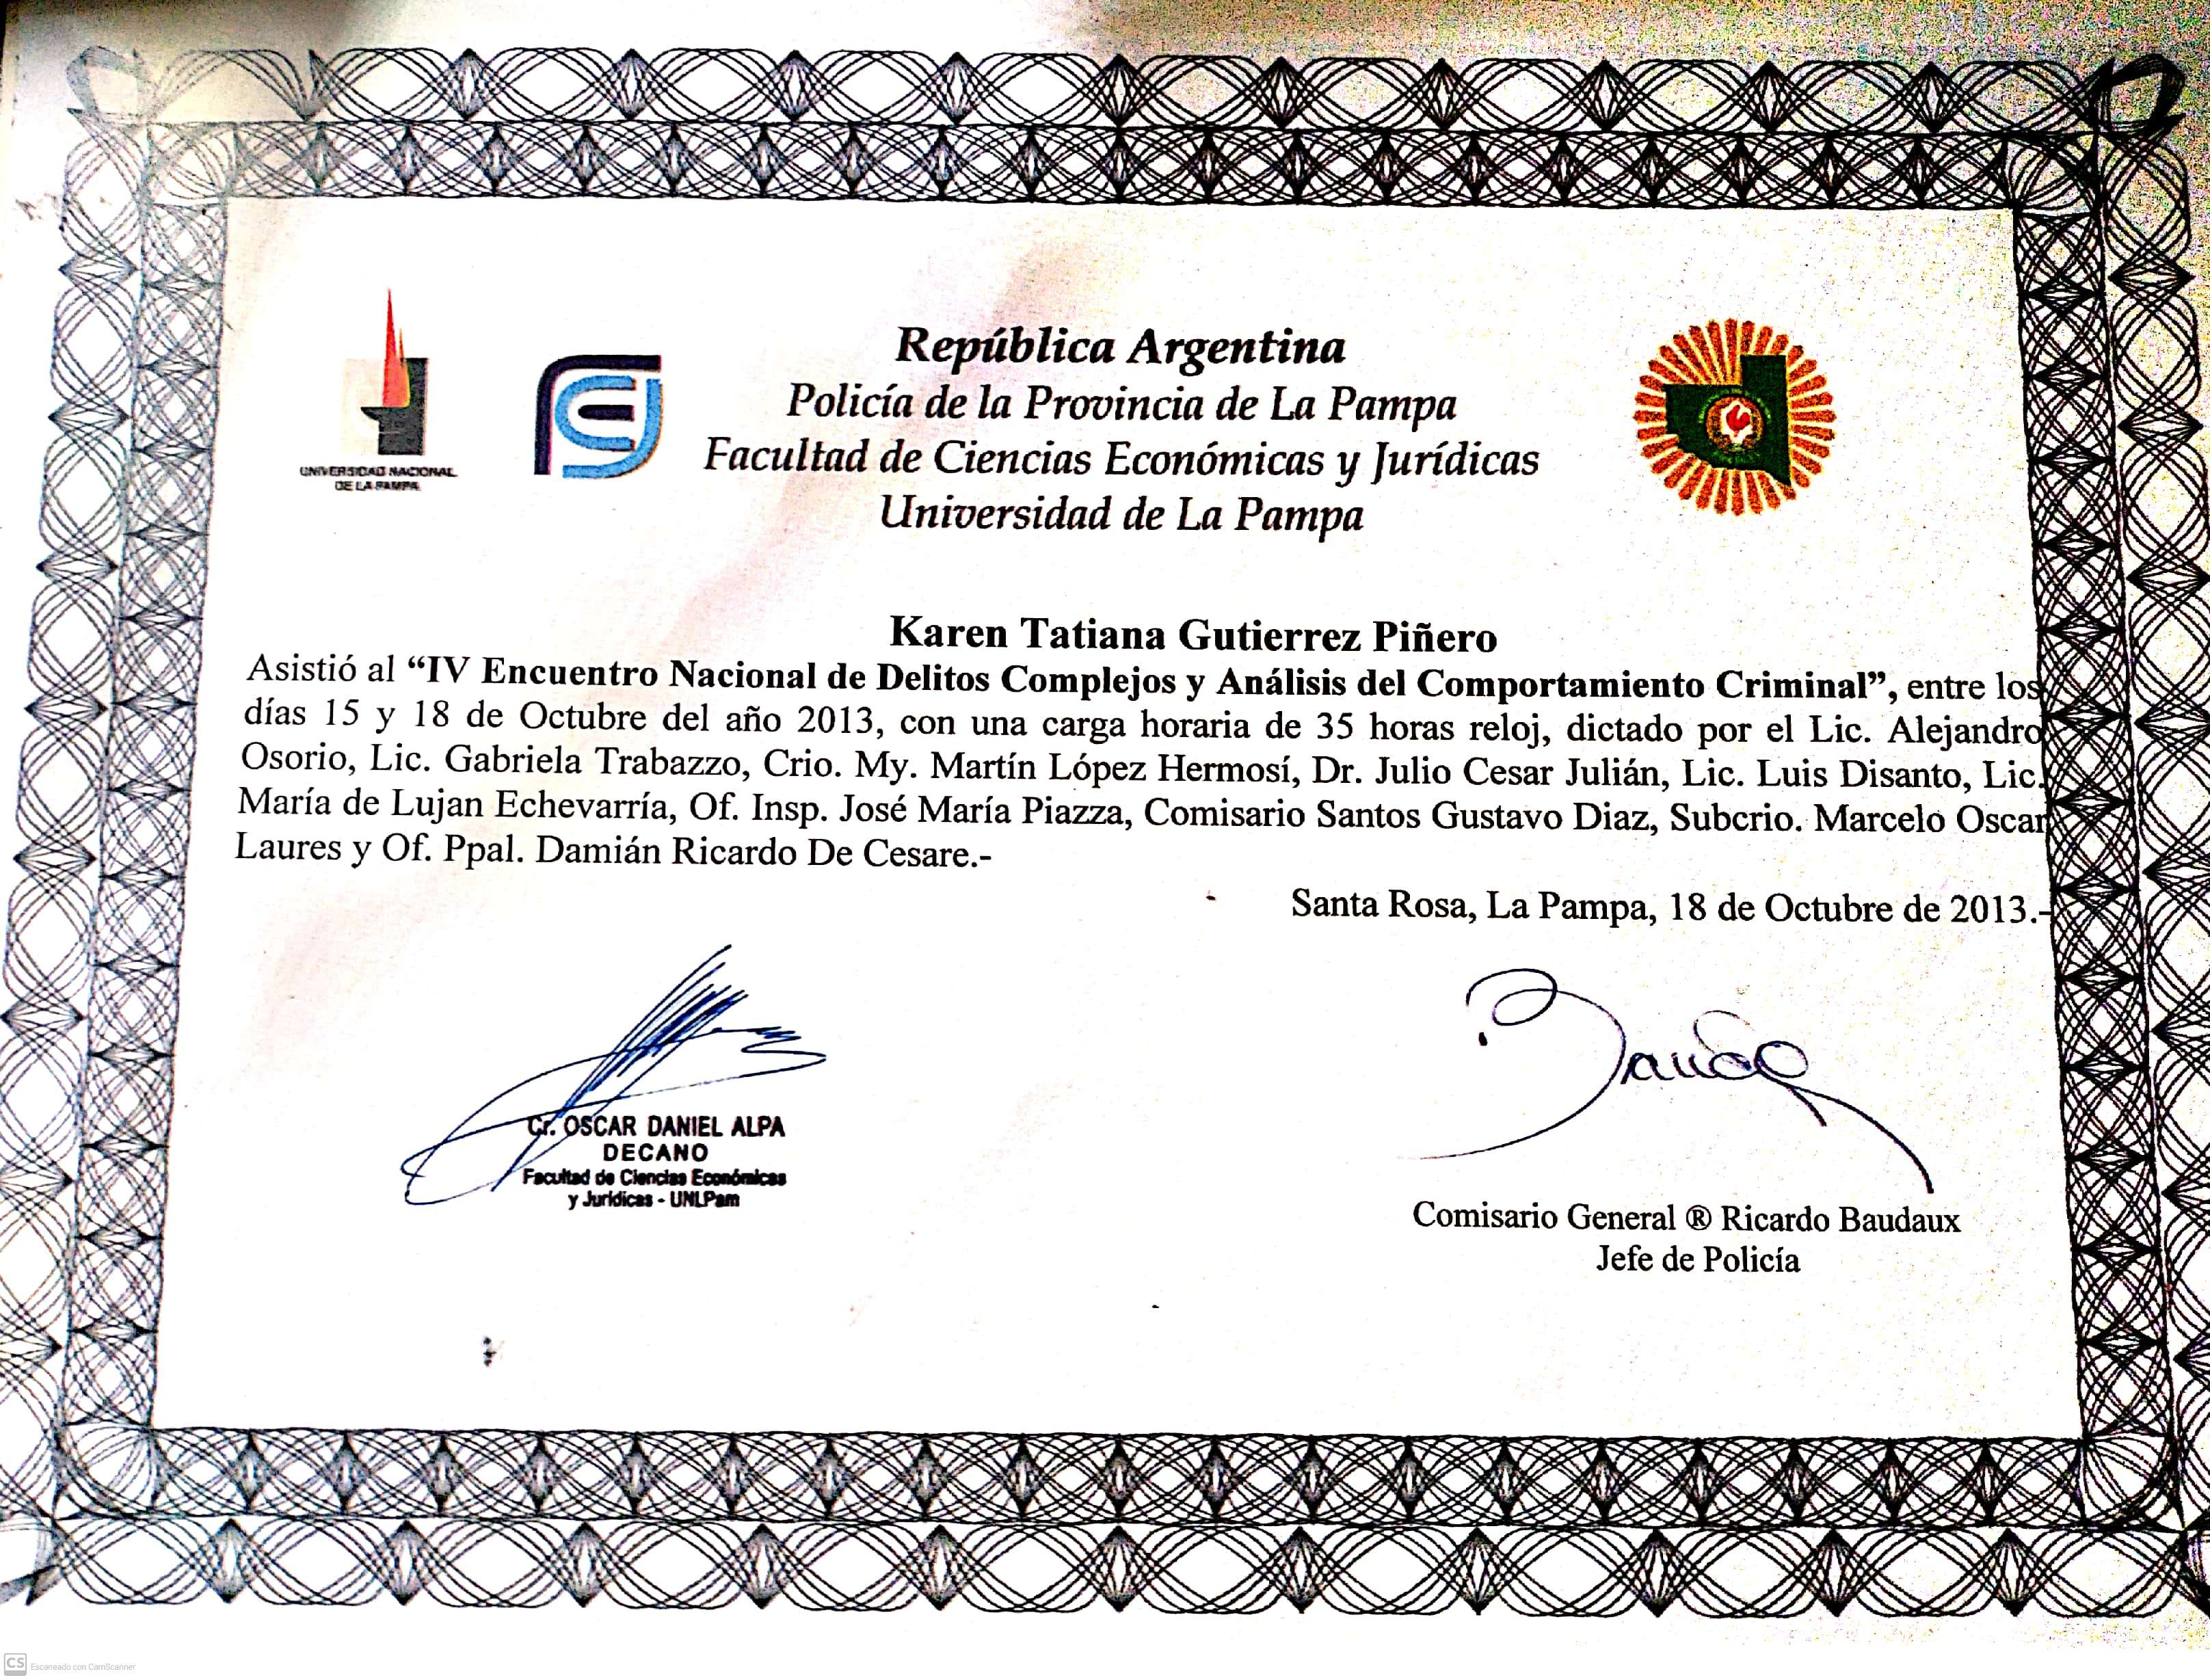 República Argentina
Policía de la Provincia de La Pampa
Facultad de Ciencias Económicas y Jurídicas
Universidad de La Pampa
UNIVERSIDAD NACIONAL
DE LA PAMPA
Karen Tatiana Gutierrez Piñero
Asistió al “IV Encuentro Nacional de Delitos Complejos y Análisis del Comportamiento Criminal”, entre los
días 15 y 18 de Octubre del año 2013, con una carga horaria de 35 horas reloj, dictado por el Lic. Alejandro
Osorio, Lic. Gabriela Trabazzo, Crio. My. Martín López Hermosí, Dr. Julio Cesar Julián, Lic. Luis Disanto, Lic.
María de Lujan Echevarría, Of. Insp. José María Piazza, Comisario Santos Gustavo Diaz, Subcrio. Marcelo Oscar
Laures y Of. Ppal. Damián Ricardo De Cesare.-
Santa Rosa, La Pampa, 18 de Octubre de 2013.-
Cr. OSCAR DANIEL ALPA
DECANO
Facultad de Ciencias Económicas
y Jurídicas - UNLPam
Comisario General ® Ricardo Baudaux
Jefe de Policía
CS Escaneado con CamScanner